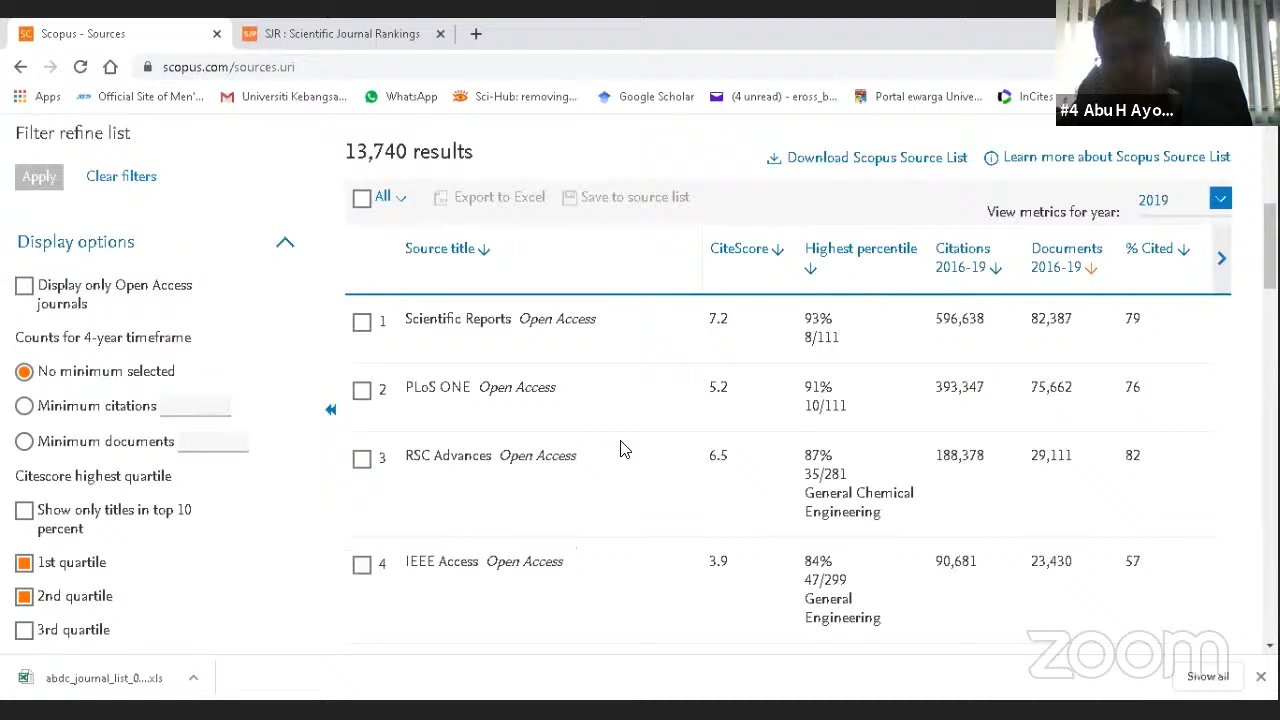 SC Scopus - Sources
SJR SJR : Scientific Journal Rankings
scopus.com/sources.uri
Apps Official Site of Men'... Universiti Kebangsa... WhatsApp Sci-Hub: removing... Google Scholar (4 unread) - eross_b... Portal ewarga Unive... InCites
#4 Abu H Ayo...
Filter refine list
Apply Clear filters
Display options
Display only Open Access
journals
Counts for 4-year timeframe
No minimum selected
Minimum citations
Minimum documents
Citescore highest quartile
Show only titles in top 10
percent
1st quartile
2nd quartile
3rd quartile
13,740 results
Download Scopus Source List Learn more about Scopus Source List
All Export to Excel Save to source list
View metrics for year: 2019
Source title CiteScore Highest percentile Citations 2016-19 Documents 2016-19 % Cited
1 Scientific Reports Open Access 7.2 93% 596,638 82,387 79
8/111
2 PLoS ONE Open Access 5.2 91% 393,347 75,662 76
10/111
3 RSC Advances Open Access 6.5 87% 188,378 29,111 82
35/281
General Chemical
Engineering
4 IEEE Access Open Access 3.9 84% 90,681 23,430 57
47/299
General
Engineering
zoom
abdc_journal_list_0....xls
Show all